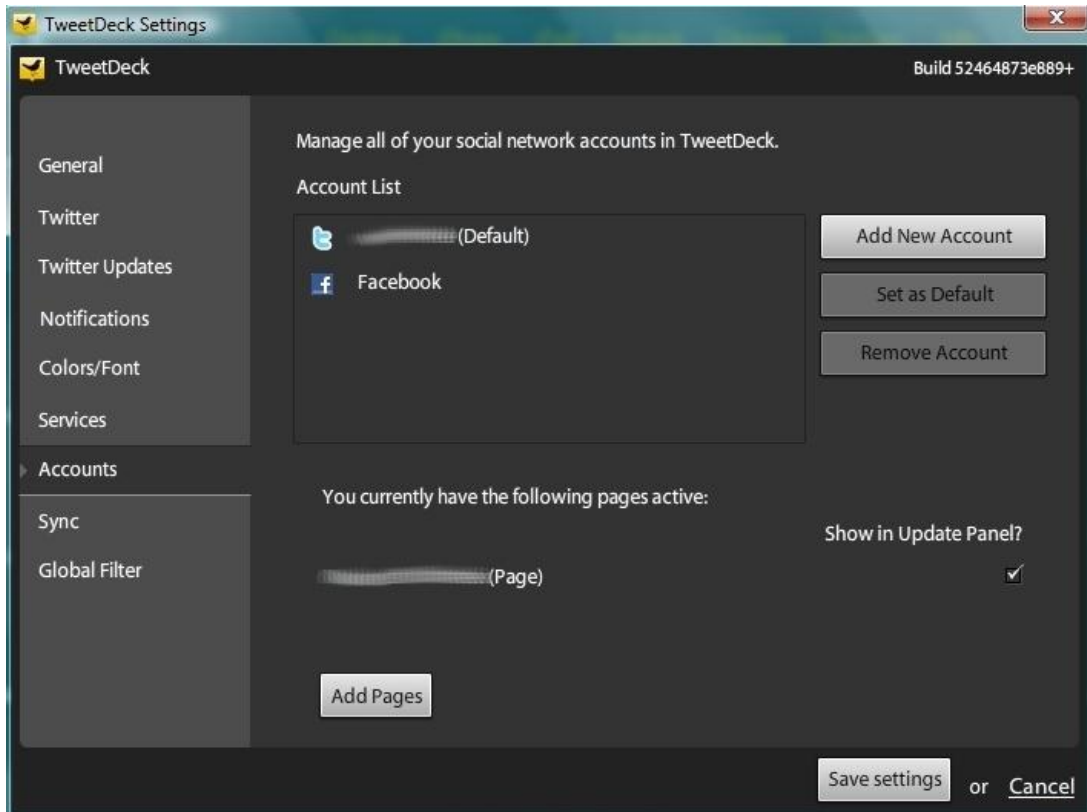 TweetDeck Settings
TweetDeck
Build 52464873e889+
General
Twitter
Twitter Updates
Notifications
Colors/Font
Services
Accounts
Sync
Global Filter
Manage all of your social network accounts in TweetDeck.
Account List
(Default)
Facebook
Add New Account
Set as Default
Remove Account
You currently have the following pages active:
Show in Update Panel?
(Page)
Add Pages
Save settings or Cancel